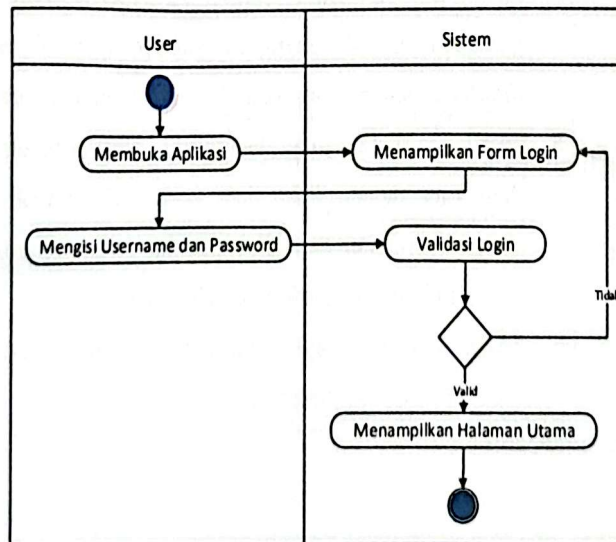 User
Sistem
Membuka Aplikasi
Menampilkan Form Login
Mengisi Username dan Password
Validasi Login
Valid
Menampilkan Halaman Utama